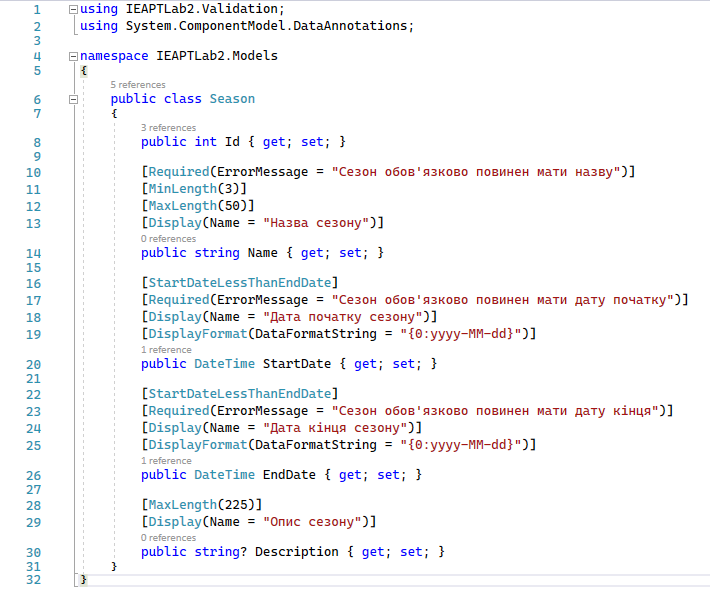 1 using IEAPTLab2.Validation;
2 using System.ComponentModel.DataAnnotations;
3
4 namespace IEAPTLab2.Models
5 {
5 references
6 public class Season
7 {
3 references
8 public int Id { get; set; }
9
10 [Required(ErrorMessage = "Сезон обов'язково повинен мати назву")]
11 [MinLength(3)]
12 [MaxLength(50)]
13 [Display(Name = "Назва сезону")]
0 references
14 public string Name { get; set; }
15
16 [StartDateLessThanEndDate]
17 [Required(ErrorMessage = "Сезон обов'язково повинен мати дату початку")]
18 [Display(Name = "Дата початку сезону")]
19 [DisplayFormat(DataFormatString = "{0:yyyy-MM-dd}")]
1 reference
20 public DateTime StartDate { get; set; }
21
22 [StartDateLessThanEndDate]
23 [Required(ErrorMessage = "Сезон обов'язково повинен мати дату кінця")]
24 [Display(Name = "Дата кінця сезону")]
25 [DisplayFormat(DataFormatString = "{0:yyyy-MM-dd}")]
1 reference
26 public DateTime EndDate { get; set; }
27
28 [MaxLength(225)]
29 [Display(Name = "Опис сезону")]
0 references
30 public string? Description { get; set; }
31 }
32 }